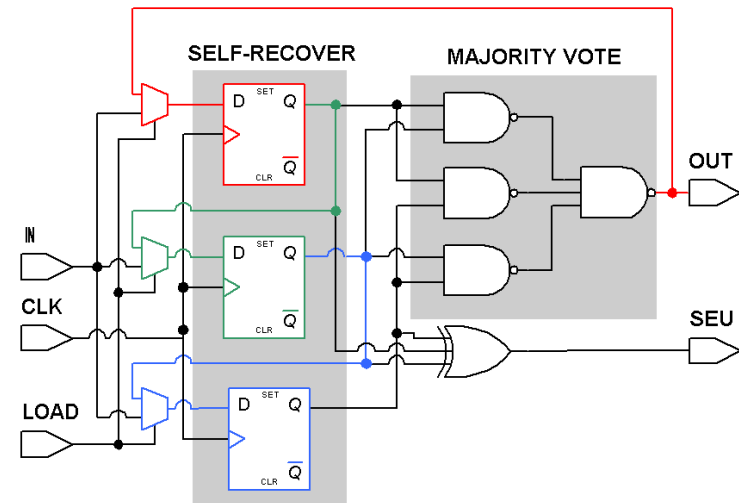 SELF-RECOVER
MAJORITY VOTE
SET
D Q
Q
CLR
OUT
IN
SET
D Q
Q
CLR
CLK
SEU
LOAD
SET
D Q
Q
CLR